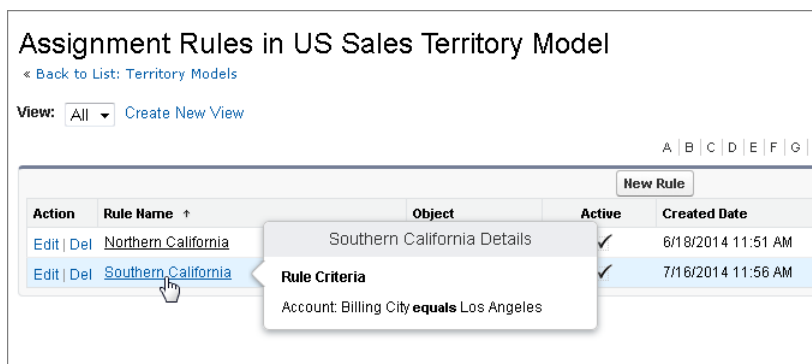 Assignment Rules in US Sales Territory Model
« Back to List: Territory Models
View: All Create New View
A | B | C | D | E | F | G |
New Rule
Action Rule Name ↑ Object Active Created Date
Edit | Del Northern California ✓ 6/18/2014 11:51 AM
Edit | Del Southern California ✓ 7/16/2014 11:56 AM
Southern California Details
Rule Criteria
Account: Billing City equals Los Angeles